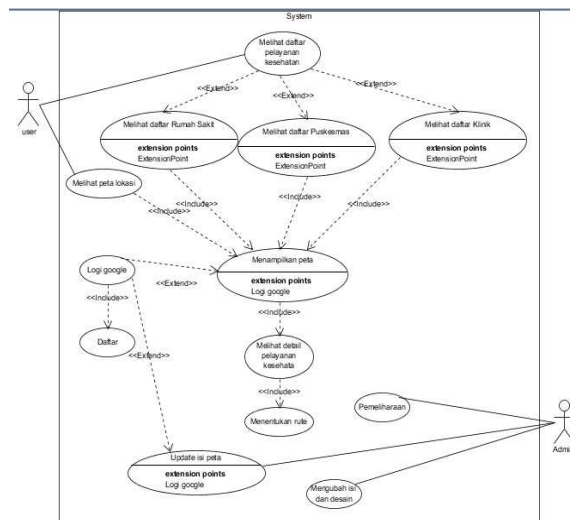 System
Melihat daftar
pelayanan
kesehatan
<<Extend>>
<<Extend>>
<<Extend>>
user
Melihat daftar Rumah Sakit
extension points
ExtensionPoint
Melihat daftar Puskesmas
extension points
ExtensionPoint
Melihat daftar Klinik
extension points
ExtensionPoint
Melihat peta lokasi
<<Include>>
<<Include>>
<<Include>>
<<Include>>
Menampilkan peta
extension points
Logi google
Logi google
<<Extend>>
<<Include>>
<<Include>>
Daftar
<<Extend>>
Melihat detail
pelayanan
kesehata
<<Include>>
Menentukan rute
Pemeliharaan
Admi
Update isi peta
extension points
Logi google
Mengubah isi
dan desain